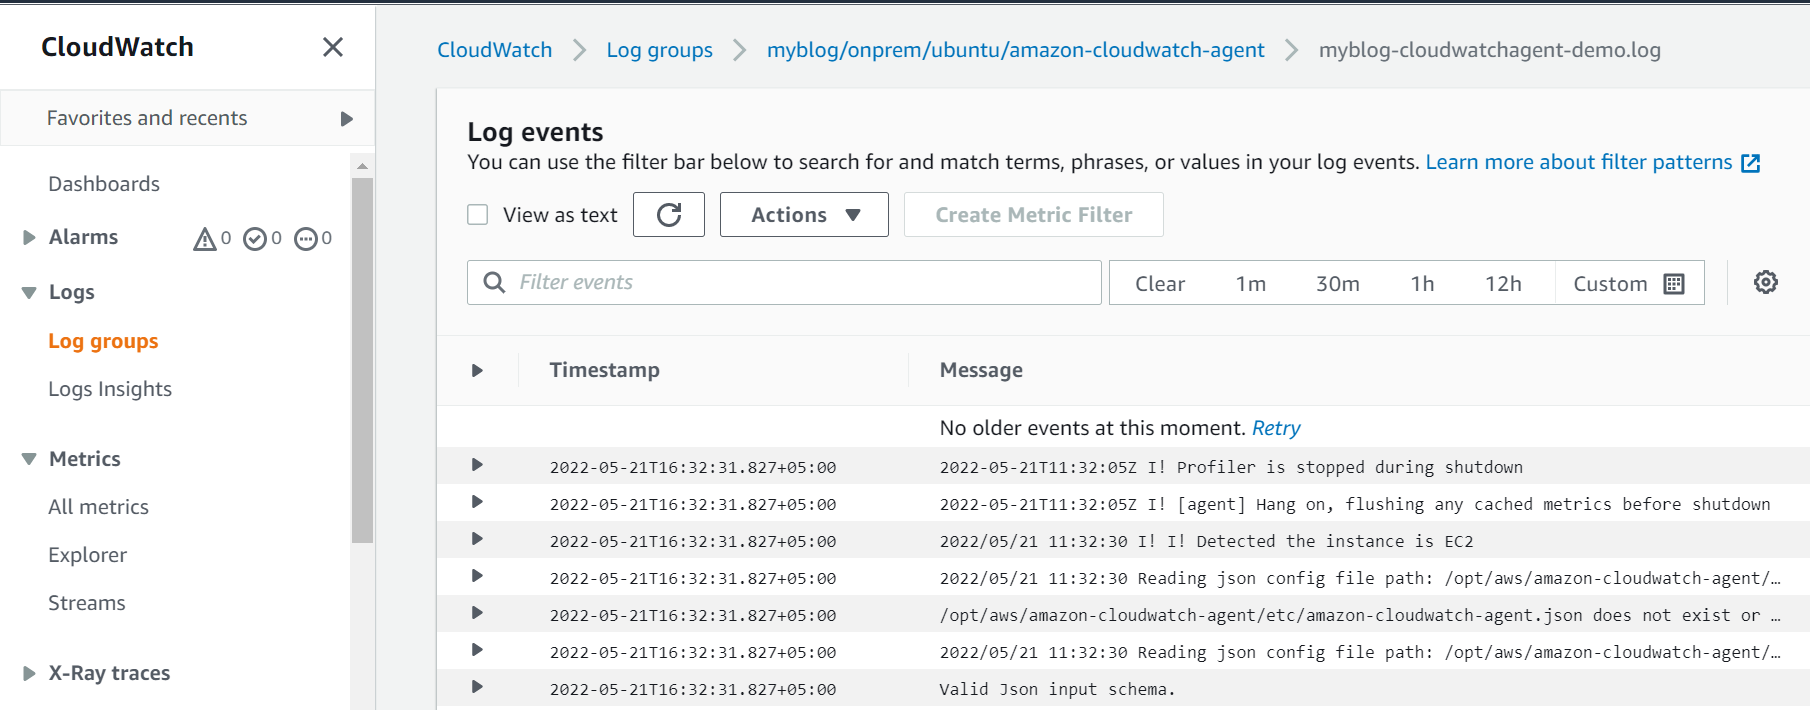 CloudWatch
Favorites and recents
Dashboards
Alarms 0 0 0
Logs
Log groups
Logs Insights
Metrics
All metrics
Explorer
Streams
X-Ray traces
CloudWatch Log groups myblog/onprem/ubuntu/amazon-cloudwatch-agent myblog-cloudwatchagent-demo.log
Log events
You can use the filter bar below to search for and match terms, phrases, or values in your log events. Learn more about filter patterns
View as text Actions Create Metric Filter
Filter events Clear 1m 30m 1h 12h Custom
Timestamp Message
No older events at this moment. Retry
2022-05-21T16:32:31.827+05:00 2022-05-21T11:32:05Z I! Profiler is stopped during shutdown
2022-05-21T16:32:31.827+05:00 2022-05-21T11:32:05Z I! [agent] Hang on, flushing any cached metrics before shutdown
2022-05-21T16:32:31.827+05:00 2022/05/21 11:32:30 I! I! Detected the instance is EC2
2022-05-21T16:32:31.827+05:00 2022/05/21 11:32:30 Reading json config file path: /opt/aws/amazon-cloudwatch-agent/…
2022-05-21T16:32:31.827+05:00 /opt/aws/amazon-cloudwatch-agent/etc/amazon-cloudwatch-agent.json does not exist or …
2022-05-21T16:32:31.827+05:00 2022/05/21 11:32:30 Reading json config file path: /opt/aws/amazon-cloudwatch-agent/…
2022-05-21T16:32:31.827+05:00 Valid Json input schema.